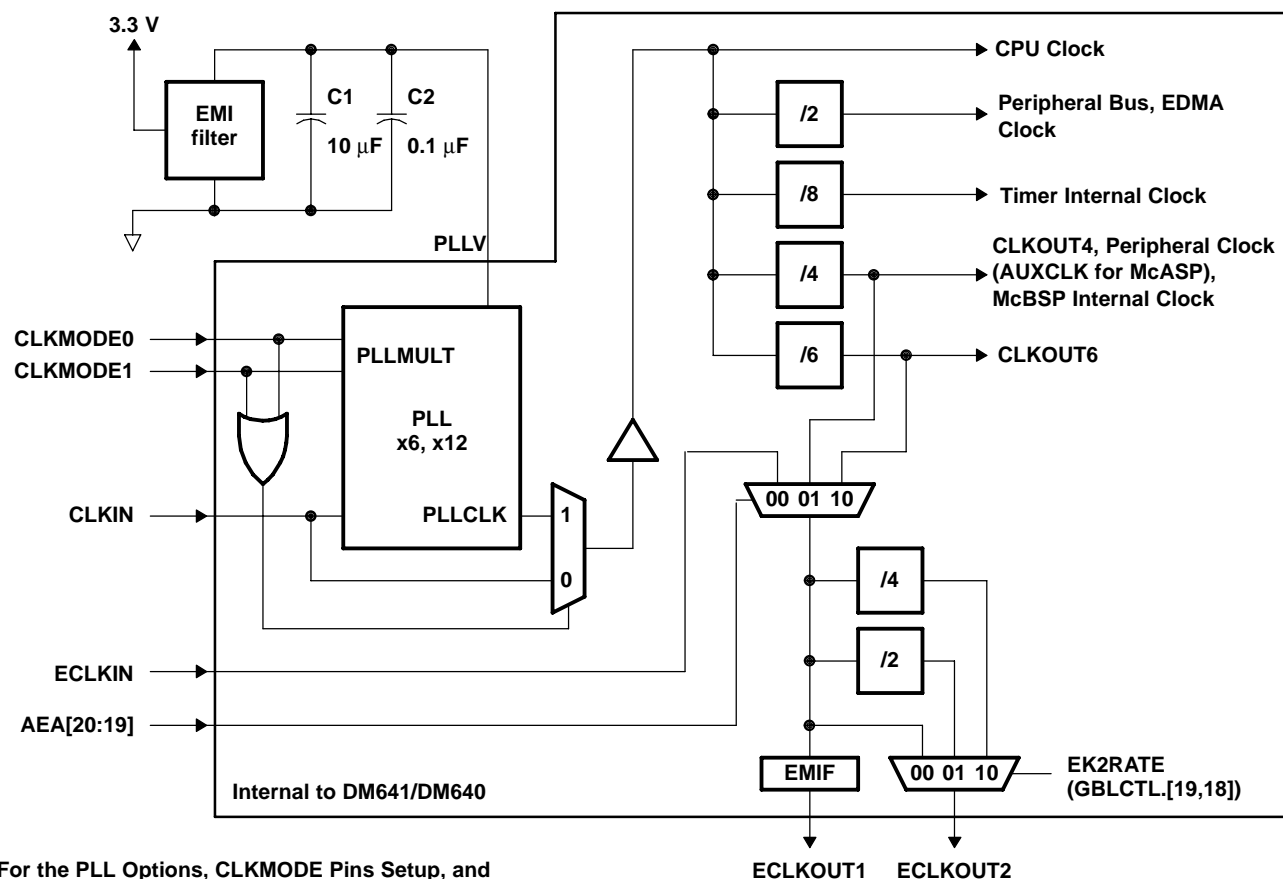 3.3 V
EMI
filter
C1
C2
10 μF
0.1 μF
PLLV
CPU Clock
/2
Peripheral Bus, EDMA
Clock
/8
Timer Internal Clock
/4
CLKOUT4, Peripheral Clock
(AUXCLK for McASP),
McBSP Internal Clock
/6
CLKOUT6
CLKMODE0
CLKMODE1
PLLMULT
PLL
x6, x12
CLKIN
PLLCLK
1
0
00 01 10
/4
/2
ECLKIN
AEA[20:19]
EMIF
00 01 10
EK2RATE
(GBLCTL.[19,18])
Internal to DM641/DM640
ECLKOUT1
ECLKOUT2
For the PLL Options, CLKMODE Pins Setup, and